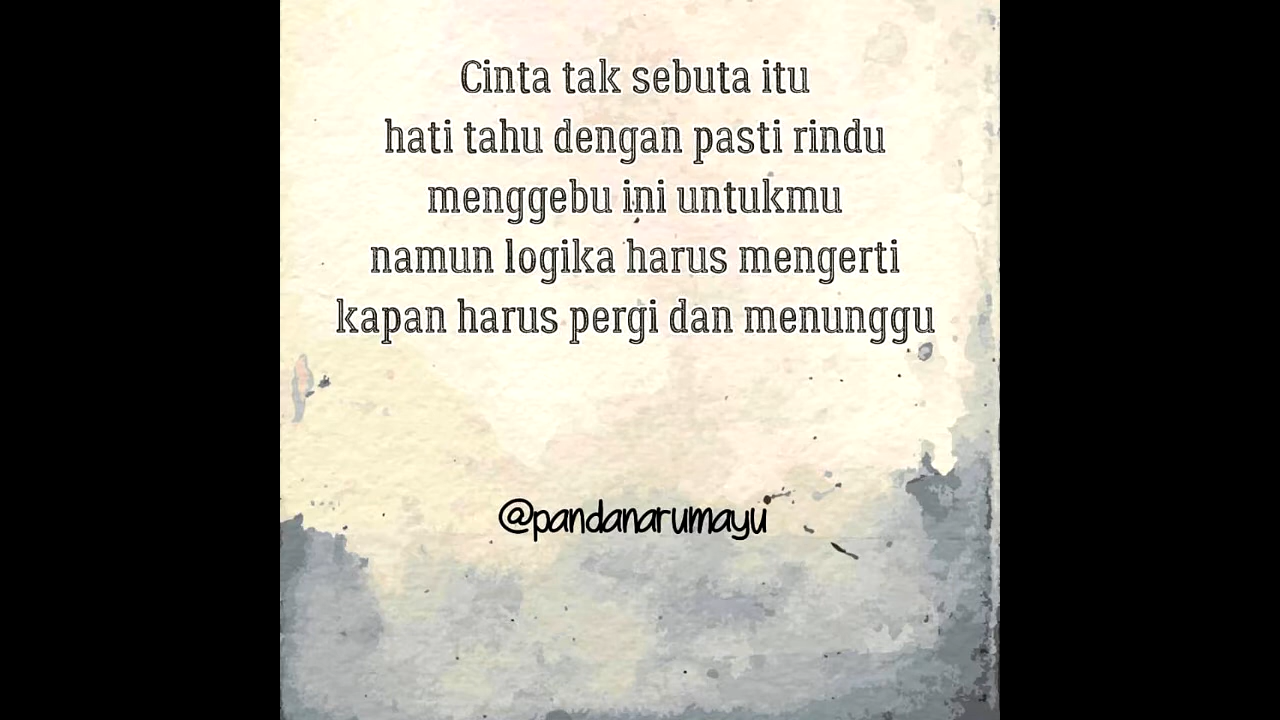 Cinta tak sebuta itu
hati tahu dengan pasti rindu
menggebu ini untukmu
namun logika harus mengerti
kapan harus pergi dan menunggu
@pandanarumayu